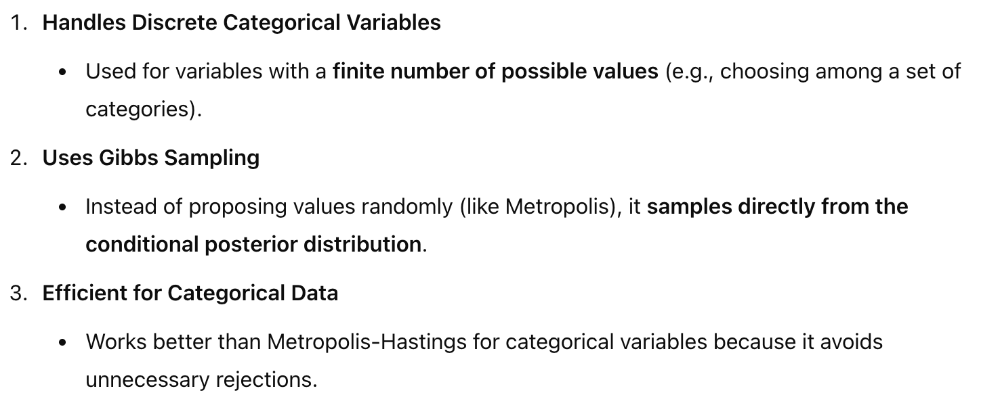 1. Handles Discrete Categorical Variables
• Used for variables with a finite number of possible values (e.g., choosing among a set of
categories).
2. Uses Gibbs Sampling
• Instead of proposing values randomly (like Metropolis), it samples directly from the
conditional posterior distribution.
3. Efficient for Categorical Data
• Works better than Metropolis-Hastings for categorical variables because it avoids
unnecessary rejections.